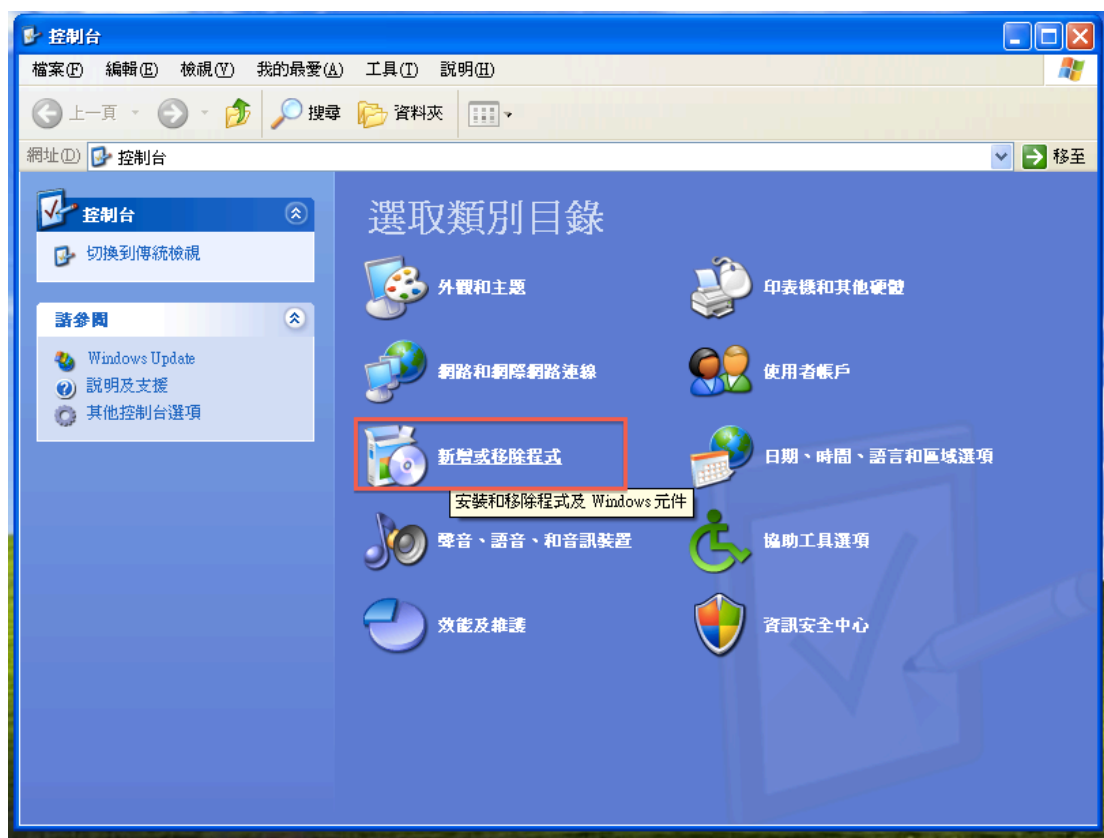 控制台
檔案(F) 編輯(E) 檢視(V) 我的最愛(A) 工具(T) 說明(H)
上一頁 搜尋 資料夾
網址(D) 控制台 移至
控制台
切換到傳統檢視
請參閱
Windows Update
說明及支援
其他控制台選項
選取類別目錄
外觀和主題
印表機和其他硬體
網路和網際網路連線
使用者帳戶
新增或移除程式
日期、時間、語言和區域選項
安裝和移除程式及 Windows 元件
聲音、語音、和音訊裝置
協助工具選項
效能及維護
資訊安全中心